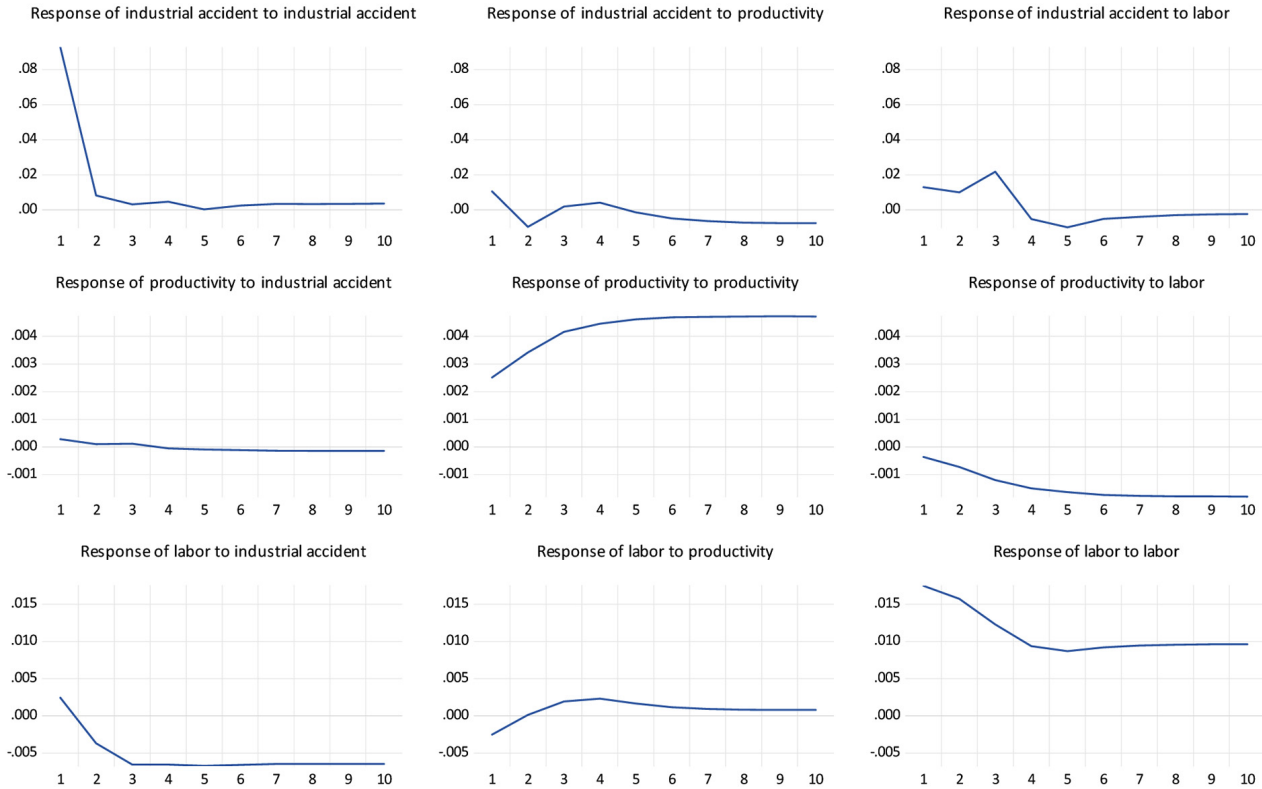 Response of industrial accident to industrial accident
.08
.06
.04
.02
.00
1 2 3 4 5 6 7 8 9 10
Response of industrial accident to productivity
.08
.06
.04
.02
.00
1 2 3 4 5 6 7 8 9 10
Response of industrial accident to labor
.08
.06
.04
.02
.00
1 2 3 4 5 6 7 8 9 10
Response of productivity to industrial accident
.004
.003
.002
.001
.000
-.001
1 2 3 4 5 6 7 8 9 10
Response of productivity to productivity
.004
.003
.002
.001
.000
-.001
1 2 3 4 5 6 7 8 9 10
Response of productivity to labor
.004
.003
.002
.001
.000
-.001
1 2 3 4 5 6 7 8 9 10
Response of labor to industrial accident
.015
.010
.005
.000
-.005
1 2 3 4 5 6 7 8 9 10
Response of labor to productivity
.015
.010
.005
.000
-.005
1 2 3 4 5 6 7 8 9 10
Response of labor to labor
.015
.010
.005
.000
-.005
1 2 3 4 5 6 7 8 9 10